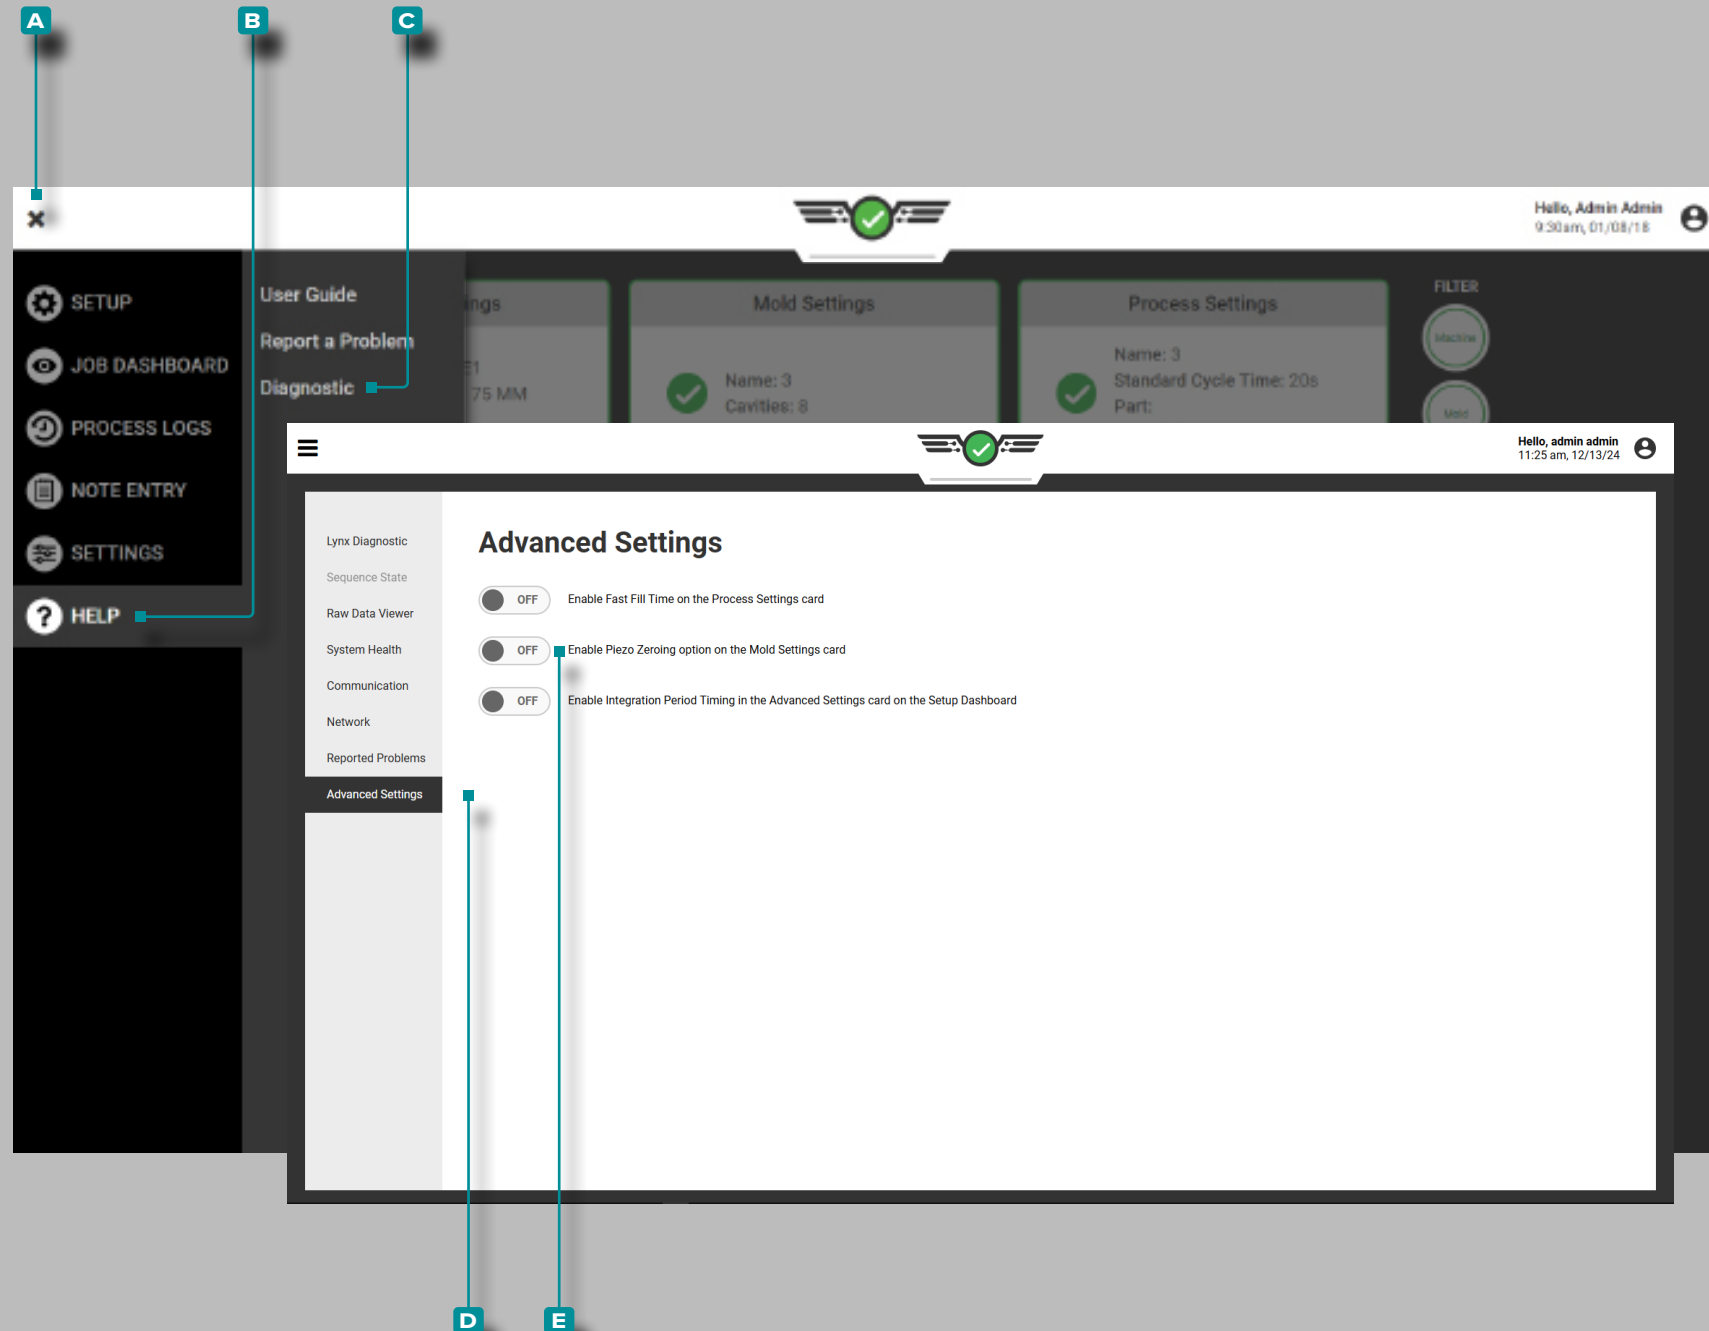 A
B
C
Hello, Admin Admin
9:30am, 01/08/18
SETUP
JOB DASHBOARD
PROCESS LOGS
NOTE ENTRY
SETTINGS
HELP
User Guide
Report a Problem
Diagnostic
ings
E1
75 MM
Mold Settings
Name: 3
Cavities: 8
Process Settings
Name: 3
Standard Cycle Time: 20s
Part:
FILTER
Machine
Mold
Hello, admin admin
11:25 am, 12/13/24
Lynx Diagnostic
Sequence State
Raw Data Viewer
System Health
Communication
Network
Reported Problems
Advanced Settings
Advanced Settings
OFF Enable Fast Fill Time on the Process Settings card
OFF Enable Piezo Zeroing option on the Mold Settings card
OFF Enable Integration Period Timing in the Advanced Settings card on the Setup Dashboard
D
E